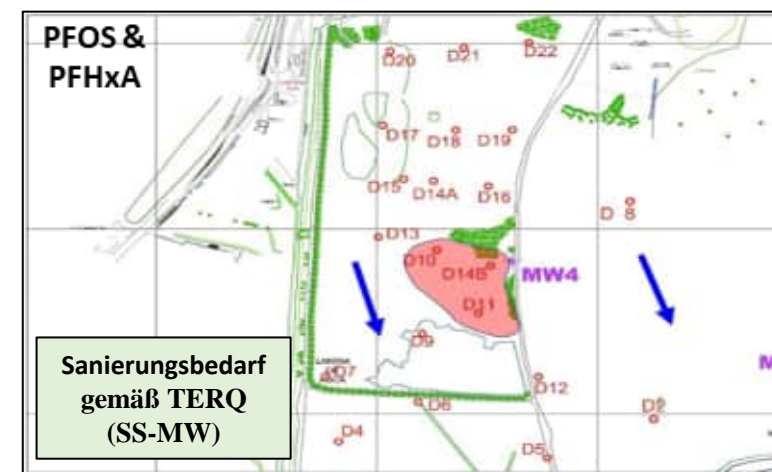 PFOS &
PFHxA
D20
D21
D22
D17
D18
D19
D15
D14A
D16
D 8
D13
D10
D14B
MW4
D11
D9
D7
D12
D6
D2
D4
D5
M
Sanierungsbedarf
gemäß TERQ
(SS-MW)